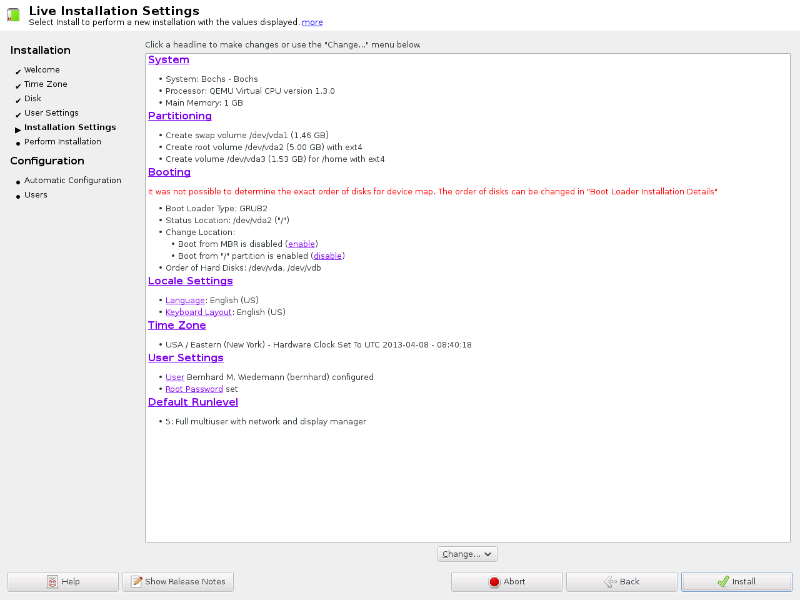 Live Installation Settings
Select Install to perform a new installation with the values displayed. more
Installation
Welcome
Time Zone
Disk
User Settings
Installation Settings
Perform Installation
Configuration
Automatic Configuration
Users
Click a headline to make changes or use the "Change..." menu below.
System
• System: Bochs - Bochs
• Processor: QEMU Virtual CPU version 1.3.0
• Main Memory: 1 GB
Partitioning
• Create swap volume /dev/vda1 (1.46 GB)
• Create root volume /dev/vda2 (5.00 GB) with ext4
• Create volume /dev/vda3 (1.53 GB) for /home with ext4
Booting
It was not possible to determine the exact order of disks for device map. The order of disks can be changed in "Boot Loader Installation Details"
• Boot Loader Type: GRUB2
• Status Location: /dev/vda2 ("/")
• Change Location:
• Boot from MBR is disabled (enable)
• Boot from "/" partition is enabled (disable)
• Order of Hard Disks: /dev/vda, /dev/vdb
Locale Settings
• Language: English (US)
• Keyboard Layout: English (US)
Time Zone
• USA / Eastern (New York) - Hardware Clock Set To UTC 2013-04-08 - 08:40:18
User Settings
• User Bernhard M. Wiedemann (bernhard) configured
• Root Password set
Default Runlevel
• 5: Full multiuser with network and display manager
Change...
Help
Show Release Notes
Abort
Back
Install